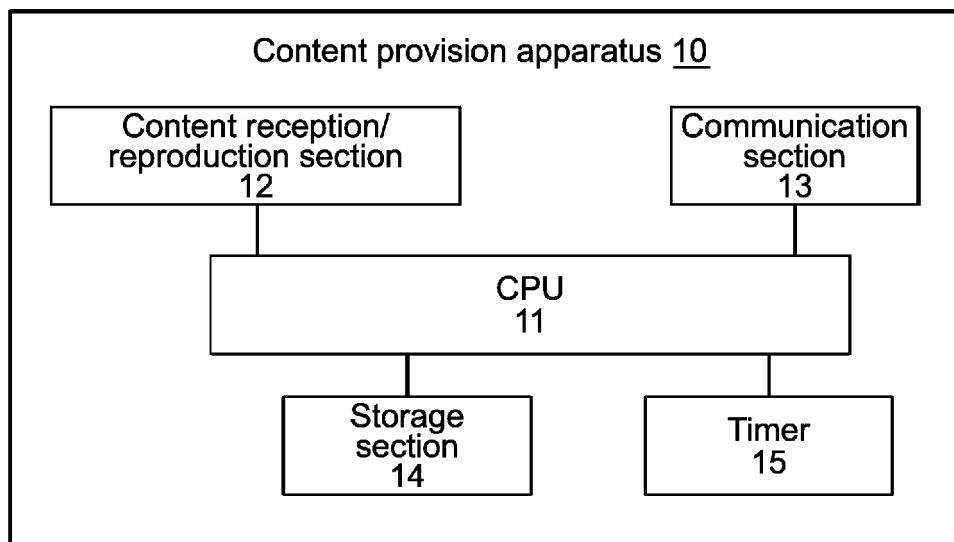 Content provision apparatus 10
Content reception/
reproduction section
12
Communication
section
13
CPU
11
Storage
section
14
Timer
15